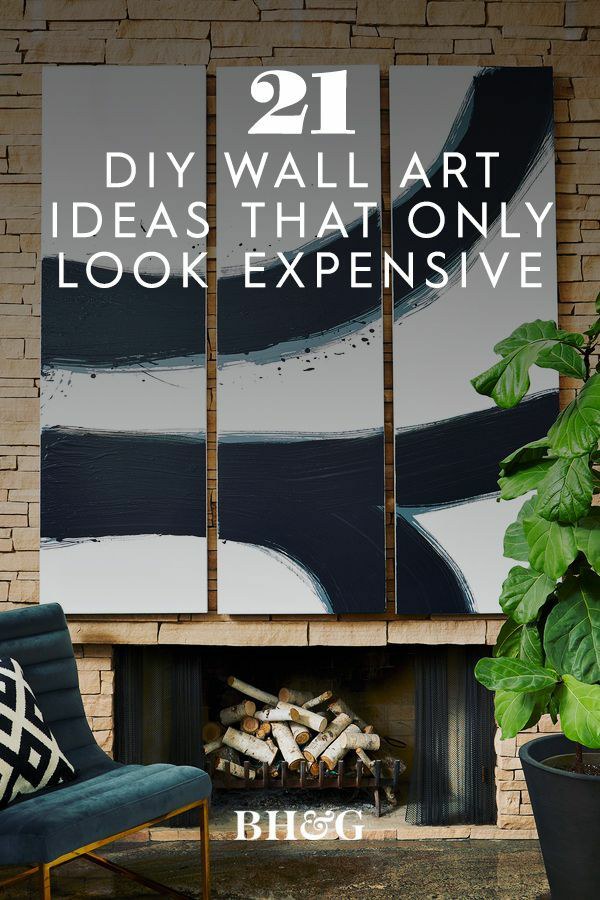 21
DIY WALL ART
IDEAS THAT ONLY
LOOK EXPENSIVE
BH&G